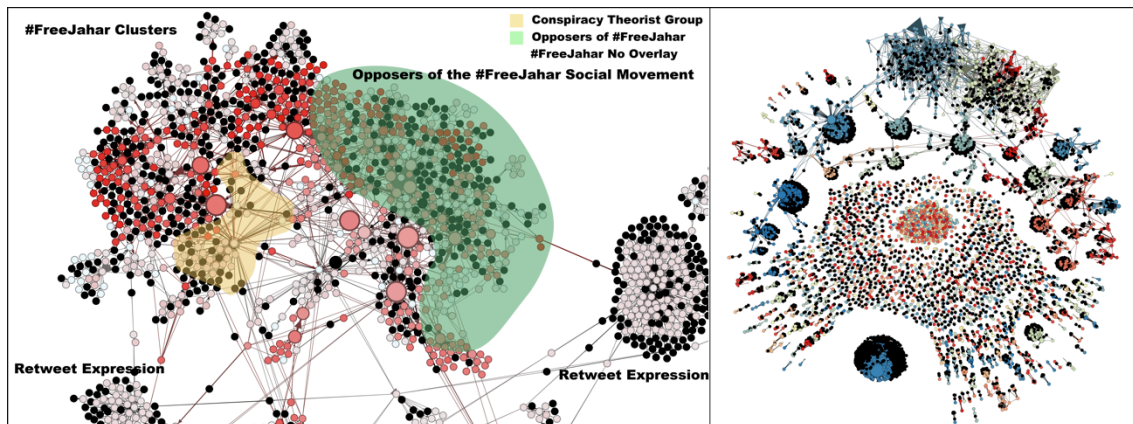 #FreeJahar Clusters
Conspiracy Theorist Group
Opposers of #FreeJahar
#FreeJahar No Overlay
Opposers of the #FreeJahar Social Movement
Retweet Expression
Retweet Expression